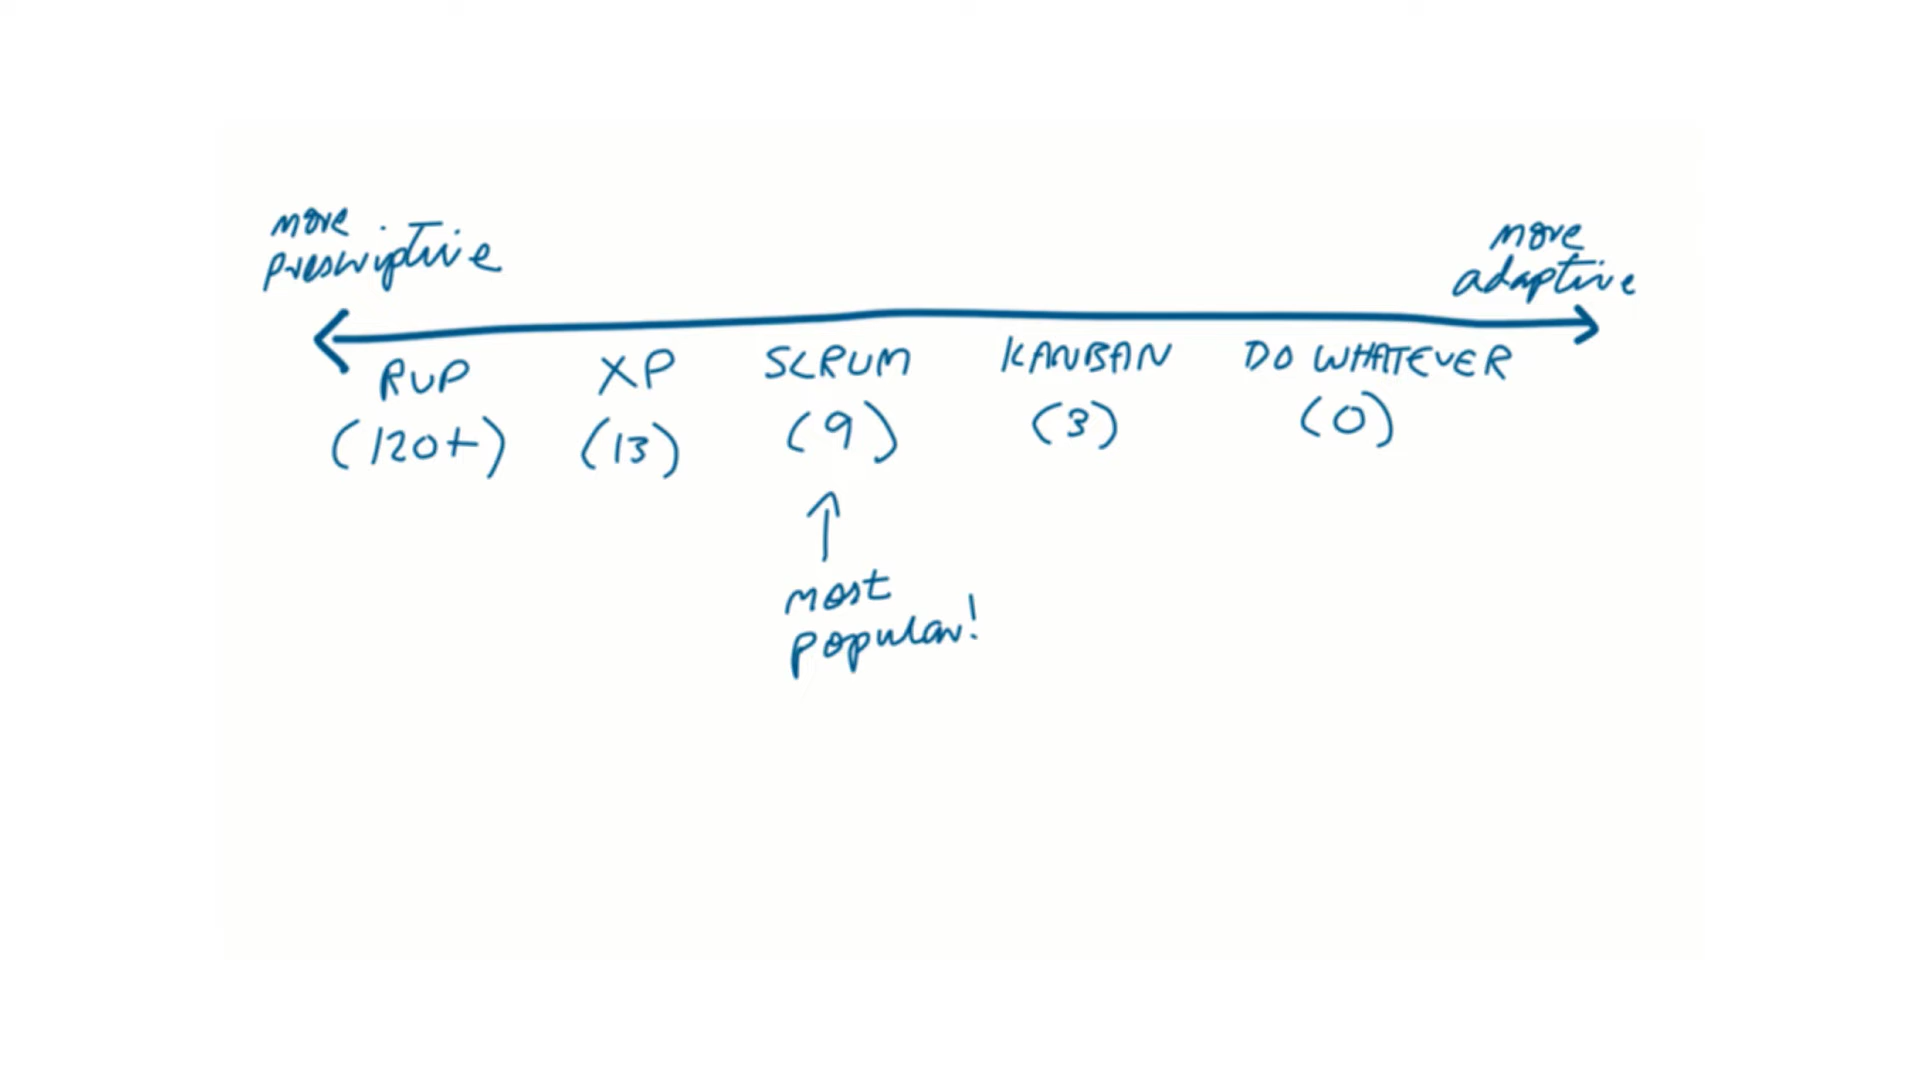 more
prescriptive
more
adaptive
RUP
XP
SCRUM
KANBAN
DO WHATEVER
(120+)
(13)
(9)
(3)
(0)
most
popular!